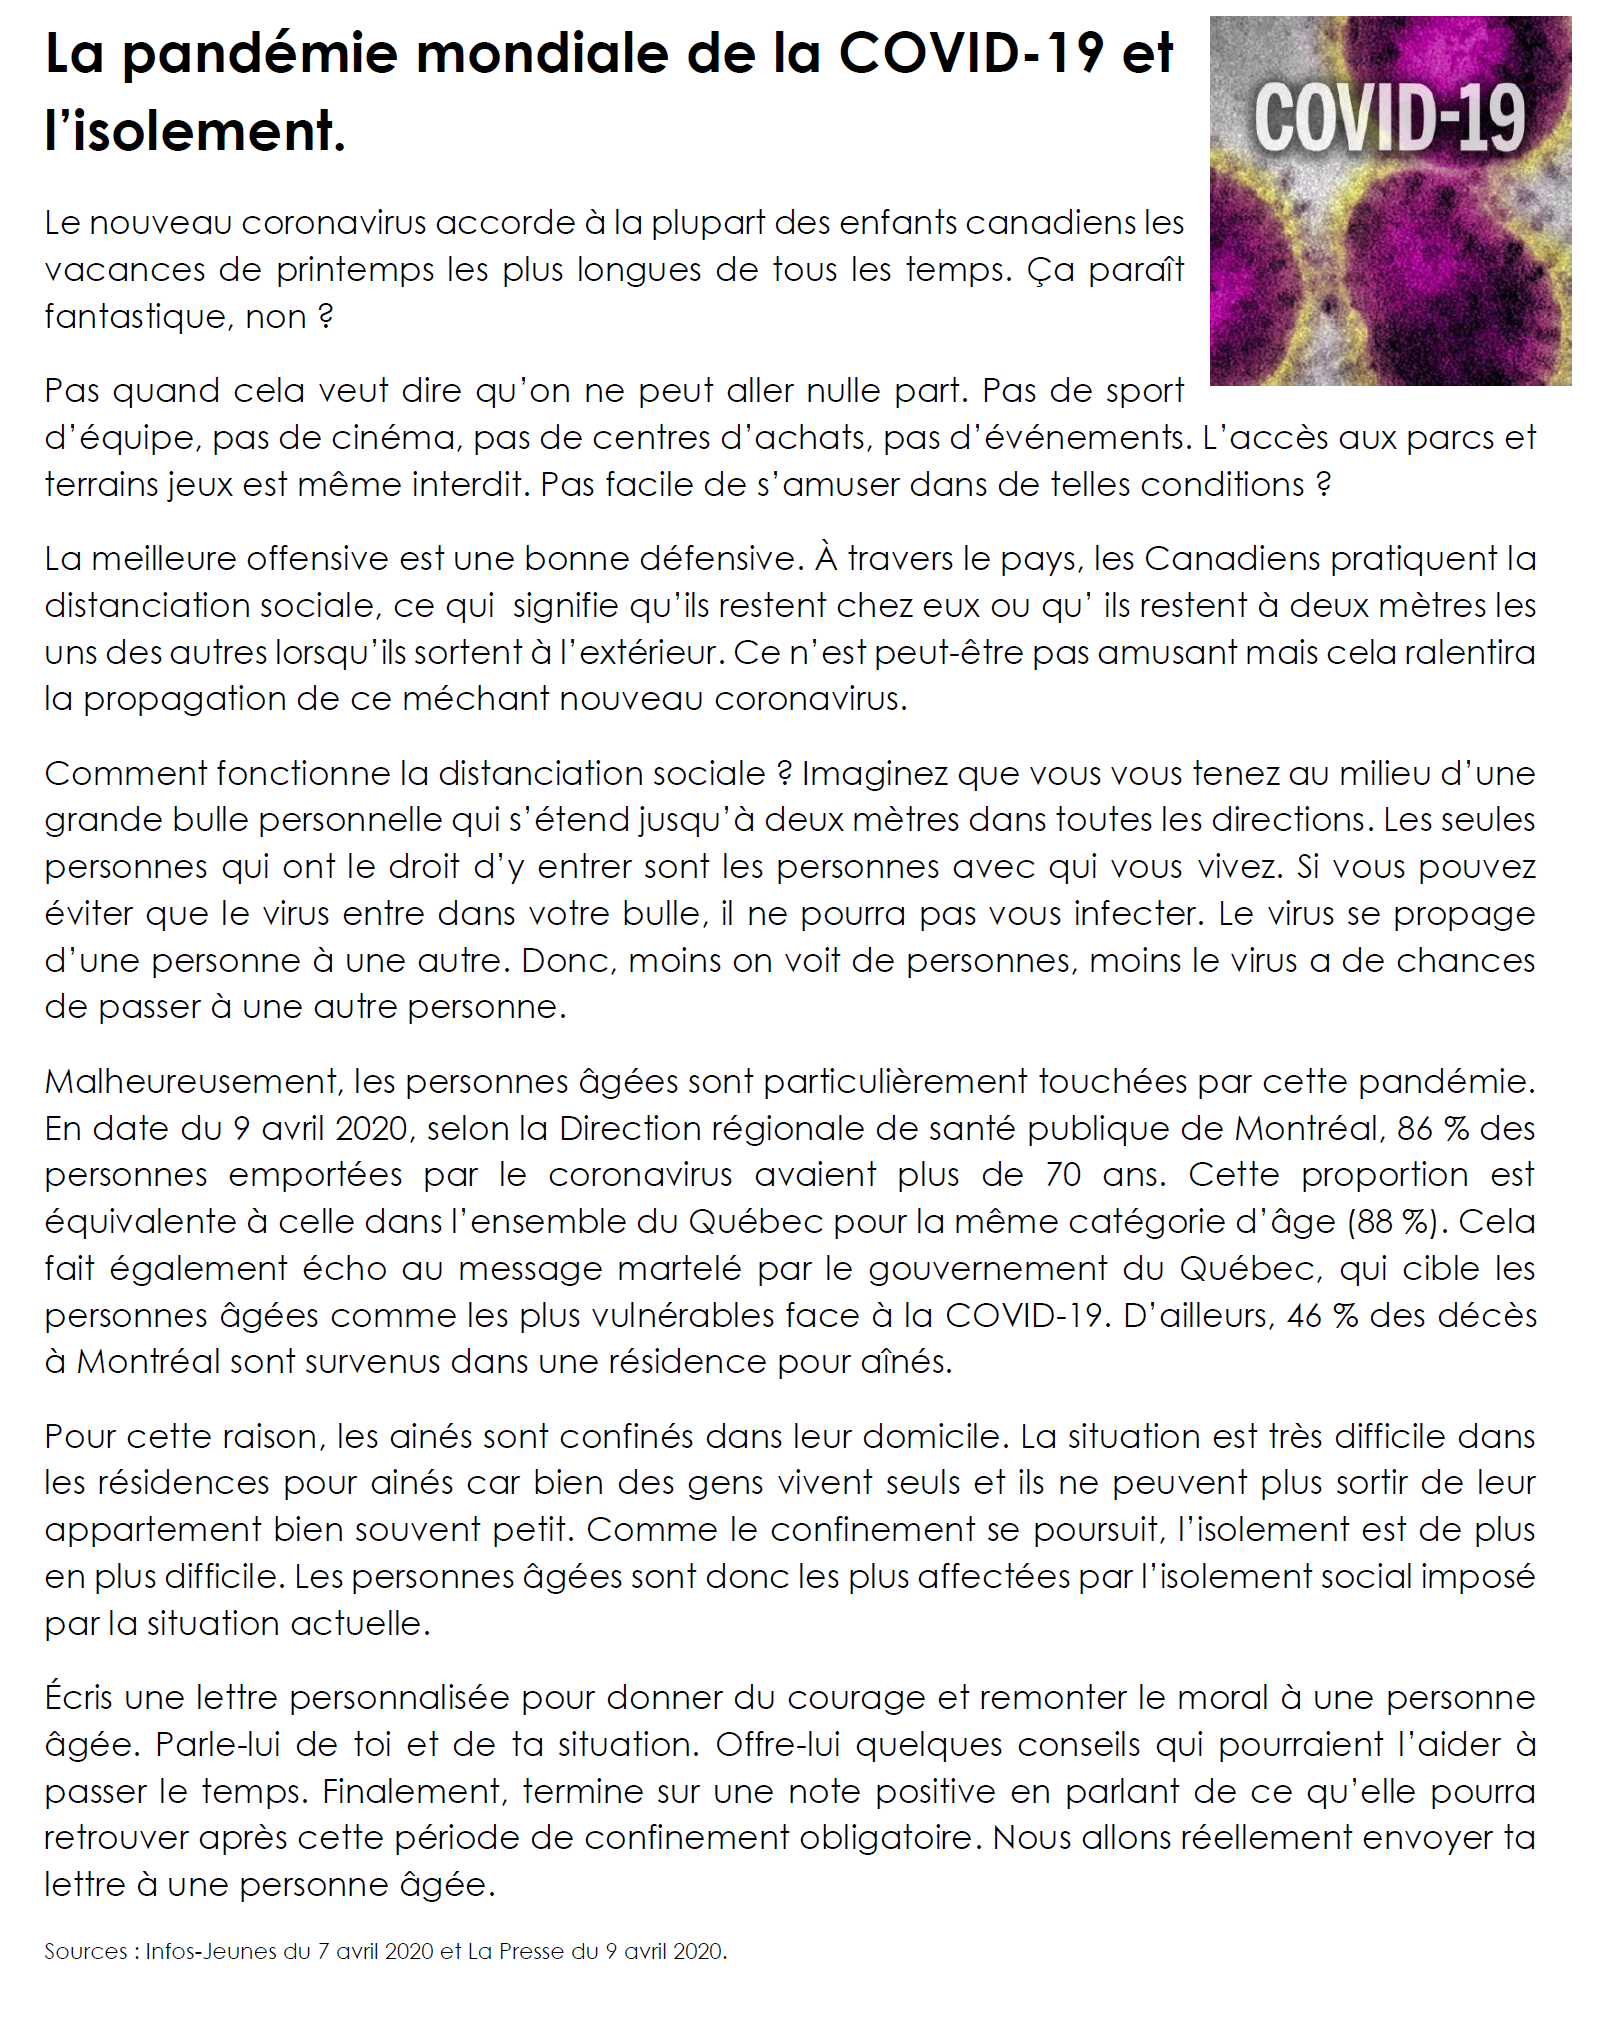 La pandémie mondiale de la COVID-19 et
l’isolement.
COVID-19
Le nouveau coronavirus accorde à la plupart des enfants canadiens les
vacances de printemps les plus longues de tous les temps. Ça paraît
fantastique, non ?
Pas quand cela veut dire qu’on ne peut aller nulle part. Pas de sport
d’équipe, pas de cinéma, pas de centres d’achats, pas d’événements. L’accès aux parcs et
terrains jeux est même interdit. Pas facile de s’amuser dans de telles conditions ?
La meilleure offensive est une bonne défensive. À travers le pays, les Canadiens pratiquent la
distanciation sociale, ce qui  signifie qu’ils restent chez eux ou qu’ ils restent à deux mètres les
uns des autres lorsqu’ils sortent à l’extérieur. Ce n’est peut-être pas amusant mais cela ralentira
la propagation de ce méchant nouveau coronavirus.
Comment fonctionne la distanciation sociale ? Imaginez que vous vous tenez au milieu d’une
grande bulle personnelle qui s’étend jusqu’à deux mètres dans toutes les directions. Les seules
personnes qui ont le droit d’y entrer sont les personnes avec qui vous vivez. Si vous pouvez
éviter que le virus entre dans votre bulle, il ne pourra pas vous infecter. Le virus se propage
d’une personne à une autre. Donc, moins on voit de personnes, moins le virus a de chances
de passer à une autre personne.
Malheureusement, les personnes âgées sont particulièrement touchées par cette pandémie.
En date du 9 avril 2020, selon la Direction régionale de santé publique de Montréal, 86 % des
personnes emportées par le coronavirus avaient plus de 70 ans. Cette proportion est
équivalente à celle dans l’ensemble du Québec pour la même catégorie d’âge (88 %). Cela
fait également écho au message martelé par le gouvernement du Québec, qui cible les
personnes âgées comme les plus vulnérables face à la COVID-19. D’ailleurs, 46 % des décès
à Montréal sont survenus dans une résidence pour aînés.
Pour cette raison, les ainés sont confinés dans leur domicile. La situation est très difficile dans
les résidences pour ainés car bien des gens vivent seuls et ils ne peuvent plus sortir de leur
appartement bien souvent petit. Comme le confinement se poursuit, l’isolement est de plus
en plus difficile. Les personnes âgées sont donc les plus affectées par l’isolement social imposé
par la situation actuelle.
Écris une lettre personnalisée pour donner du courage et remonter le moral à une personne
âgée. Parle-lui de toi et de ta situation. Offre-lui quelques conseils qui pourraient l’aider à
passer le temps. Finalement, termine sur une note positive en parlant de ce qu’elle pourra
retrouver après cette période de confinement obligatoire. Nous allons réellement envoyer ta
lettre à une personne âgée.
Sources : Infos-Jeunes du 7 avril 2020 et La Presse du 9 avril 2020.